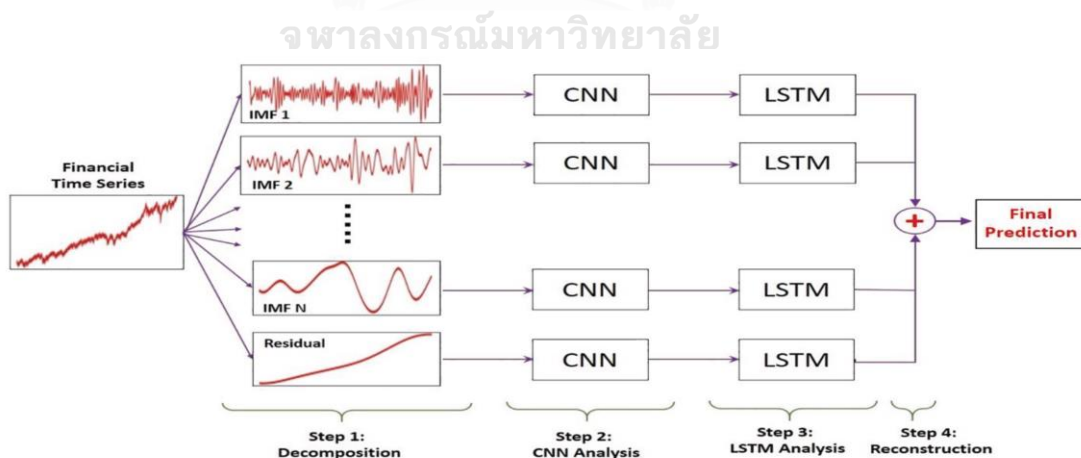 จุฬาลงกรณ์มหาวิทยาลัย
Financial
Time Series
IMF 1
CNN
LSTM
IMF 2
CNN
LSTM
+
Final
Prediction
IMF N
CNN
LSTM
Residual
CNN
LSTM
Step 1:
Decomposition
Step 2:
CNN Analysis
Step 3:
LSTM Analysis
Step 4:
Reconstruction